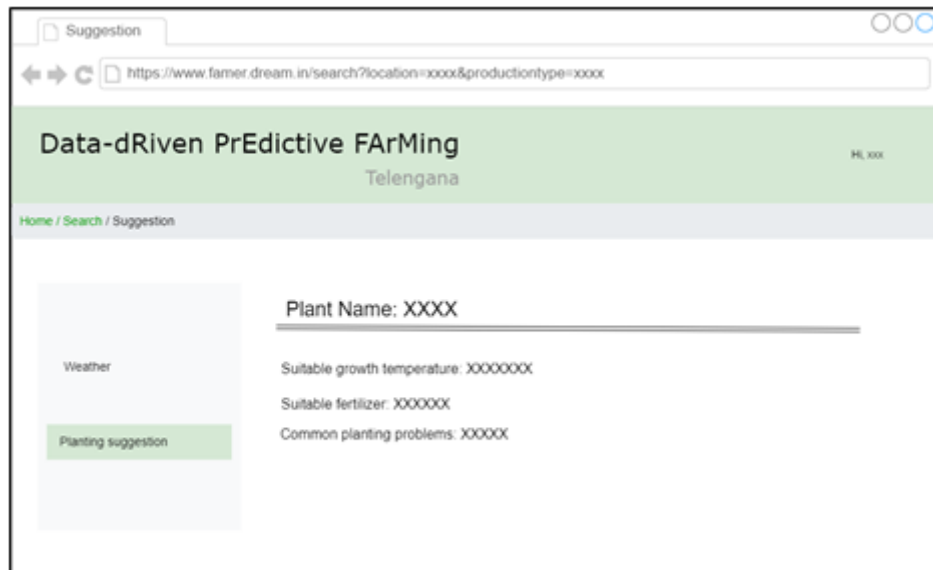 Suggestion
https://www.famer.dream.in/search?location=xxxx&productiontype=xxxx
Data-dRiven PrEdictive FArMing
Telengana
Hi, xxx
Home / Search / Suggestion
Plant Name: XXXX
Weather
Suitable growth temperature: XXXXXXX
Suitable fertilizer: XXXXXX
Planting suggestion
Common planting problems: XXXXX